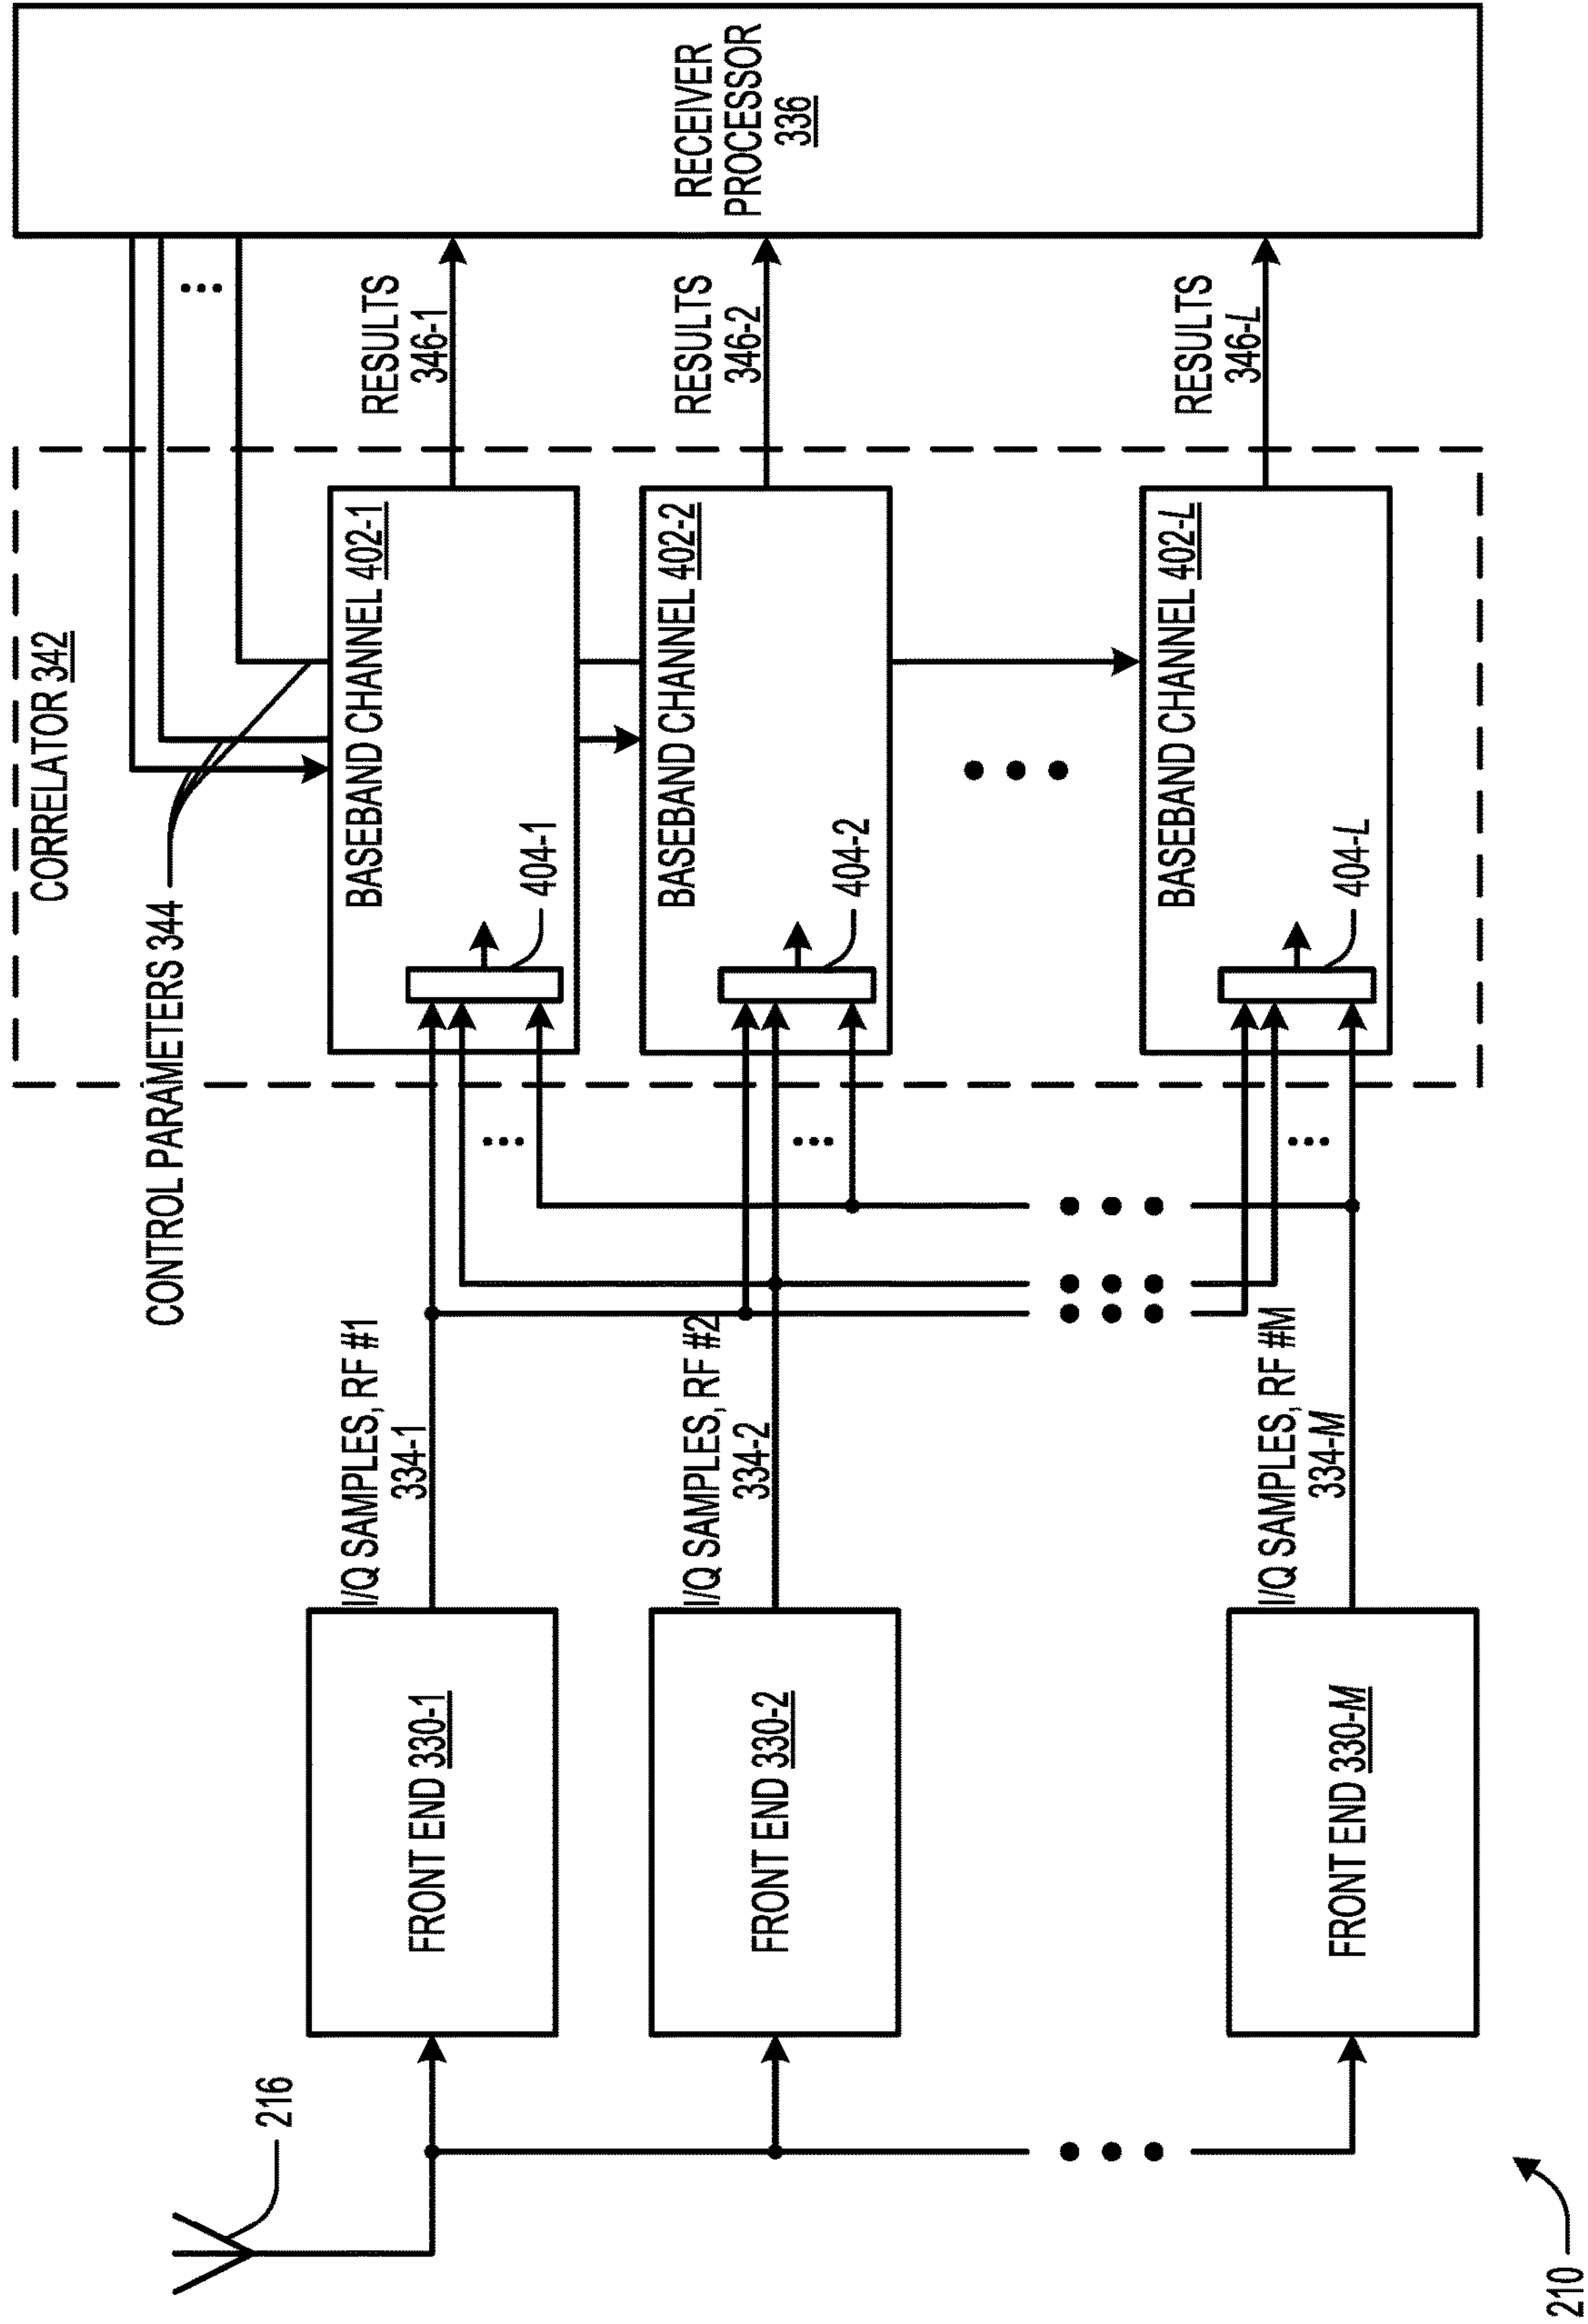 216
FRONT END 330-1
FRONT END 330-2
FRONT END 330-M
I/Q SAMPLES, RF #1
334-1
I/Q SAMPLES, RF #2
334-2
I/Q SAMPLES, RF #M
334-M
CONTROL PARAMETERS 344
CORRELATOR 342
BASEBAND CHANNEL 402-1
404-1
BASEBAND CHANNEL 402-2
404-2
BASEBAND CHANNEL 402-L
404-L
RESULTS
346-1
RESULTS
346-2
RESULTS
346-L
RECEIVER
PROCESSOR
336
210